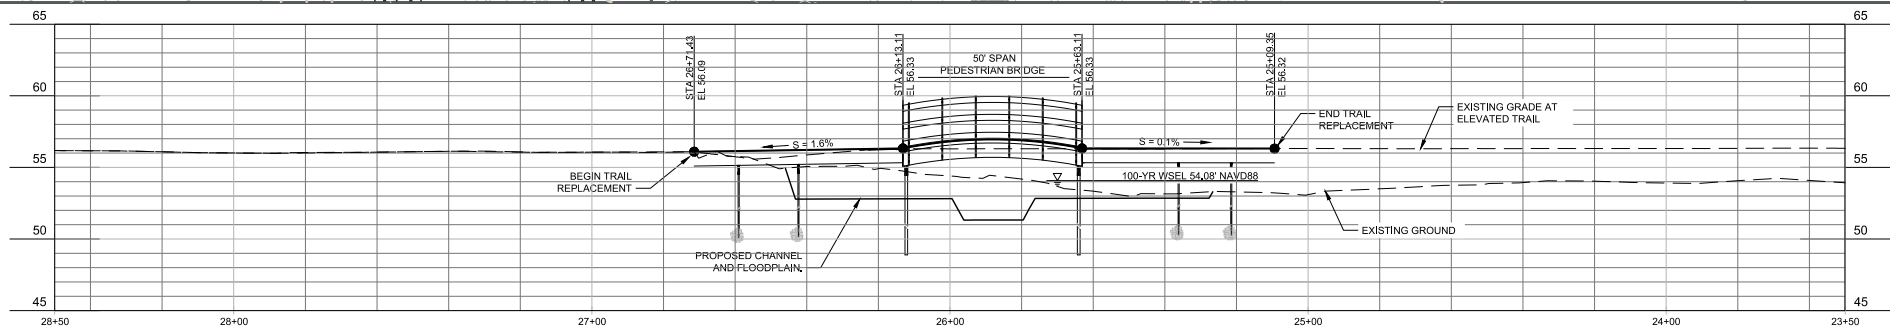 65
60
55
50
45
65
60
55
50
45
STA 26+71.43
EL 56.09
STA 26+13.11
EL 56.33
50' SPAN
PEDESTRIAN BRIDGE
STA 25+63.11
EL 56.33
STA 25+09.35
EL 56.32
S = 1.6%
S = 0.1%
END TRAIL
REPLACEMENT
EXISTING GRADE AT
ELEVATED TRAIL
BEGIN TRAIL
REPLACEMENT
100-YR WSEL 54.08' NAVD88
EXISTING GROUND
PROPOSED CHANNEL
AND FLOODPLAIN.
28+50
28+00
27+00
26+00
25+00
24+00
23+50